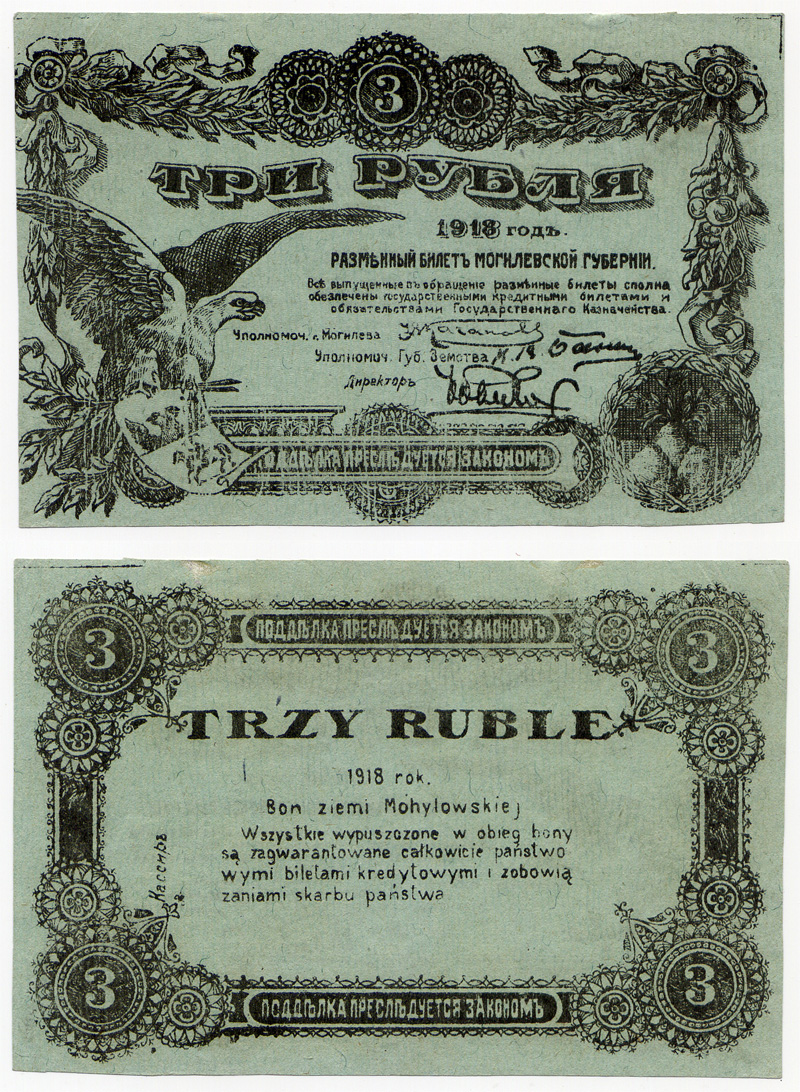 3
ТРИ РУБЛЯ
1918 годъ.
РАЗМѢННЫЙ БИЛЕТЪ МОГИЛЕВСКОЙ ГУБЕРНІИ.
Всѣ выпущенные въ обращеніе размѣнные билеты сполна
обезпечены государственными кредитными билетами и
обязательствами Государственнаго Казначейства.
Уполномоч. г. Могилева
Уполномоч. Губ. Земства
Директоръ
ПОДДѢЛКА ПРЕСЛѢДУЕТСЯ ЗАКОНОМЪ
3
ПОДДѢЛКА ПРЕСЛѢДУЕТСЯ ЗАКОНОМЪ
3
TRZY RUBLE
1918 rok.
Bon ziemi Mohylowskiej
Wszystkie wypuszczone w obieg bony
są zagwarantowane całkowicie państwo
wymi biletami kredytowymi i zobowią
zaniami skarbu państwa
Кассиръ
3
ПОДДѢЛКА ПРЕСЛѢДУЕТСЯ ЗАКОНОМЪ
3